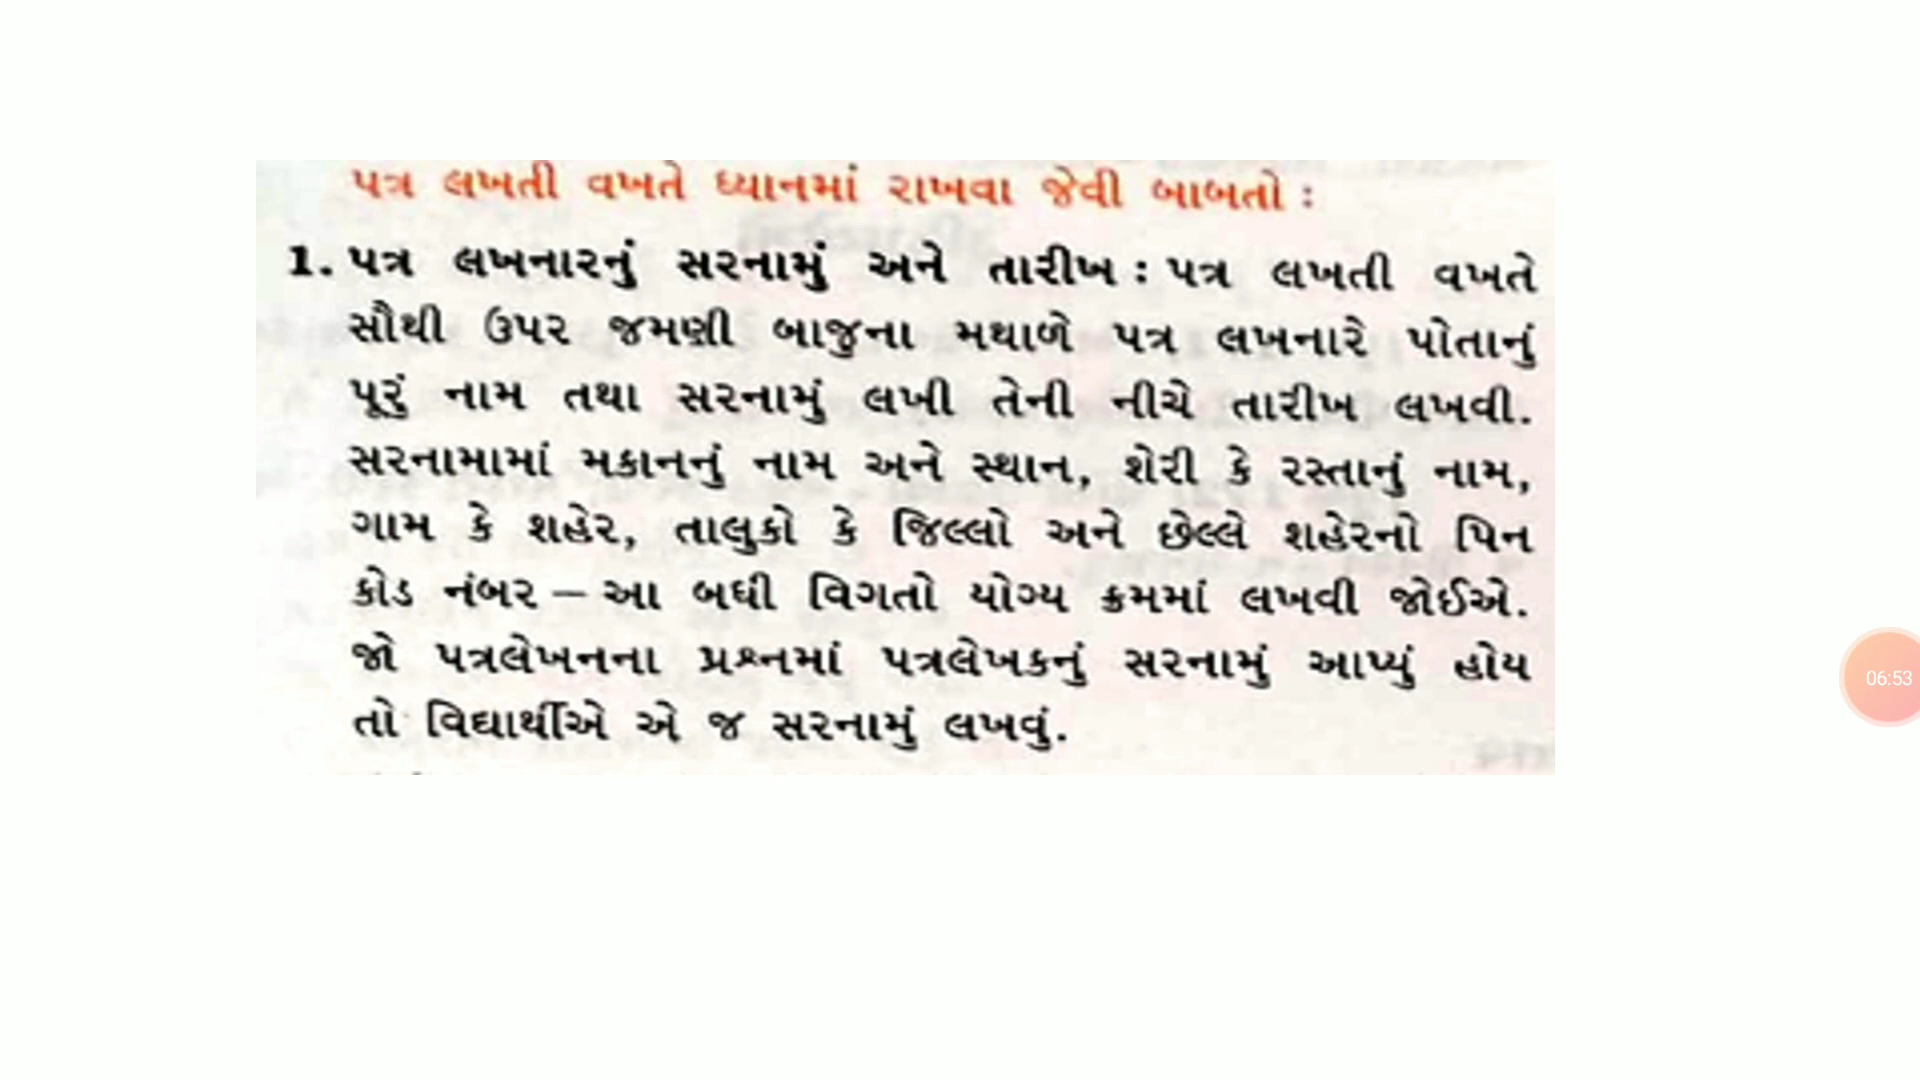 પત્ર લખતી વખતે ધ્યાનમાં રાખવા જેવી બાબતો :
1. પત્ર લખનારનું સરનામું અને તારીખ : પત્ર લખતી વખતે
સૌથી ઉપર જમણી બાજુના મથાળે પત્ર લખનારે પોતાનું
પૂરું નામ તથા સરનામું લખી તેની નીચે તારીખ લખવી.
સરનામામાં મકાનનું નામ અને સ્થાન, શેરી કે રસ્તાનું નામ,
ગામ કે શહેર, તાલુકો કે જિલ્લો અને છેલ્લે શહેરનો પિન
કોડ નંબર – આ બધી વિગતો યોગ્ય ક્રમમાં લખવી જોઈએ.
જો પત્રલેખનના પ્રશ્નમાં પત્રલેખકનું સરનામું આપ્યું હોય
તો વિદ્યાર્થીએ એ જ સરનામું લખવું.
06:53